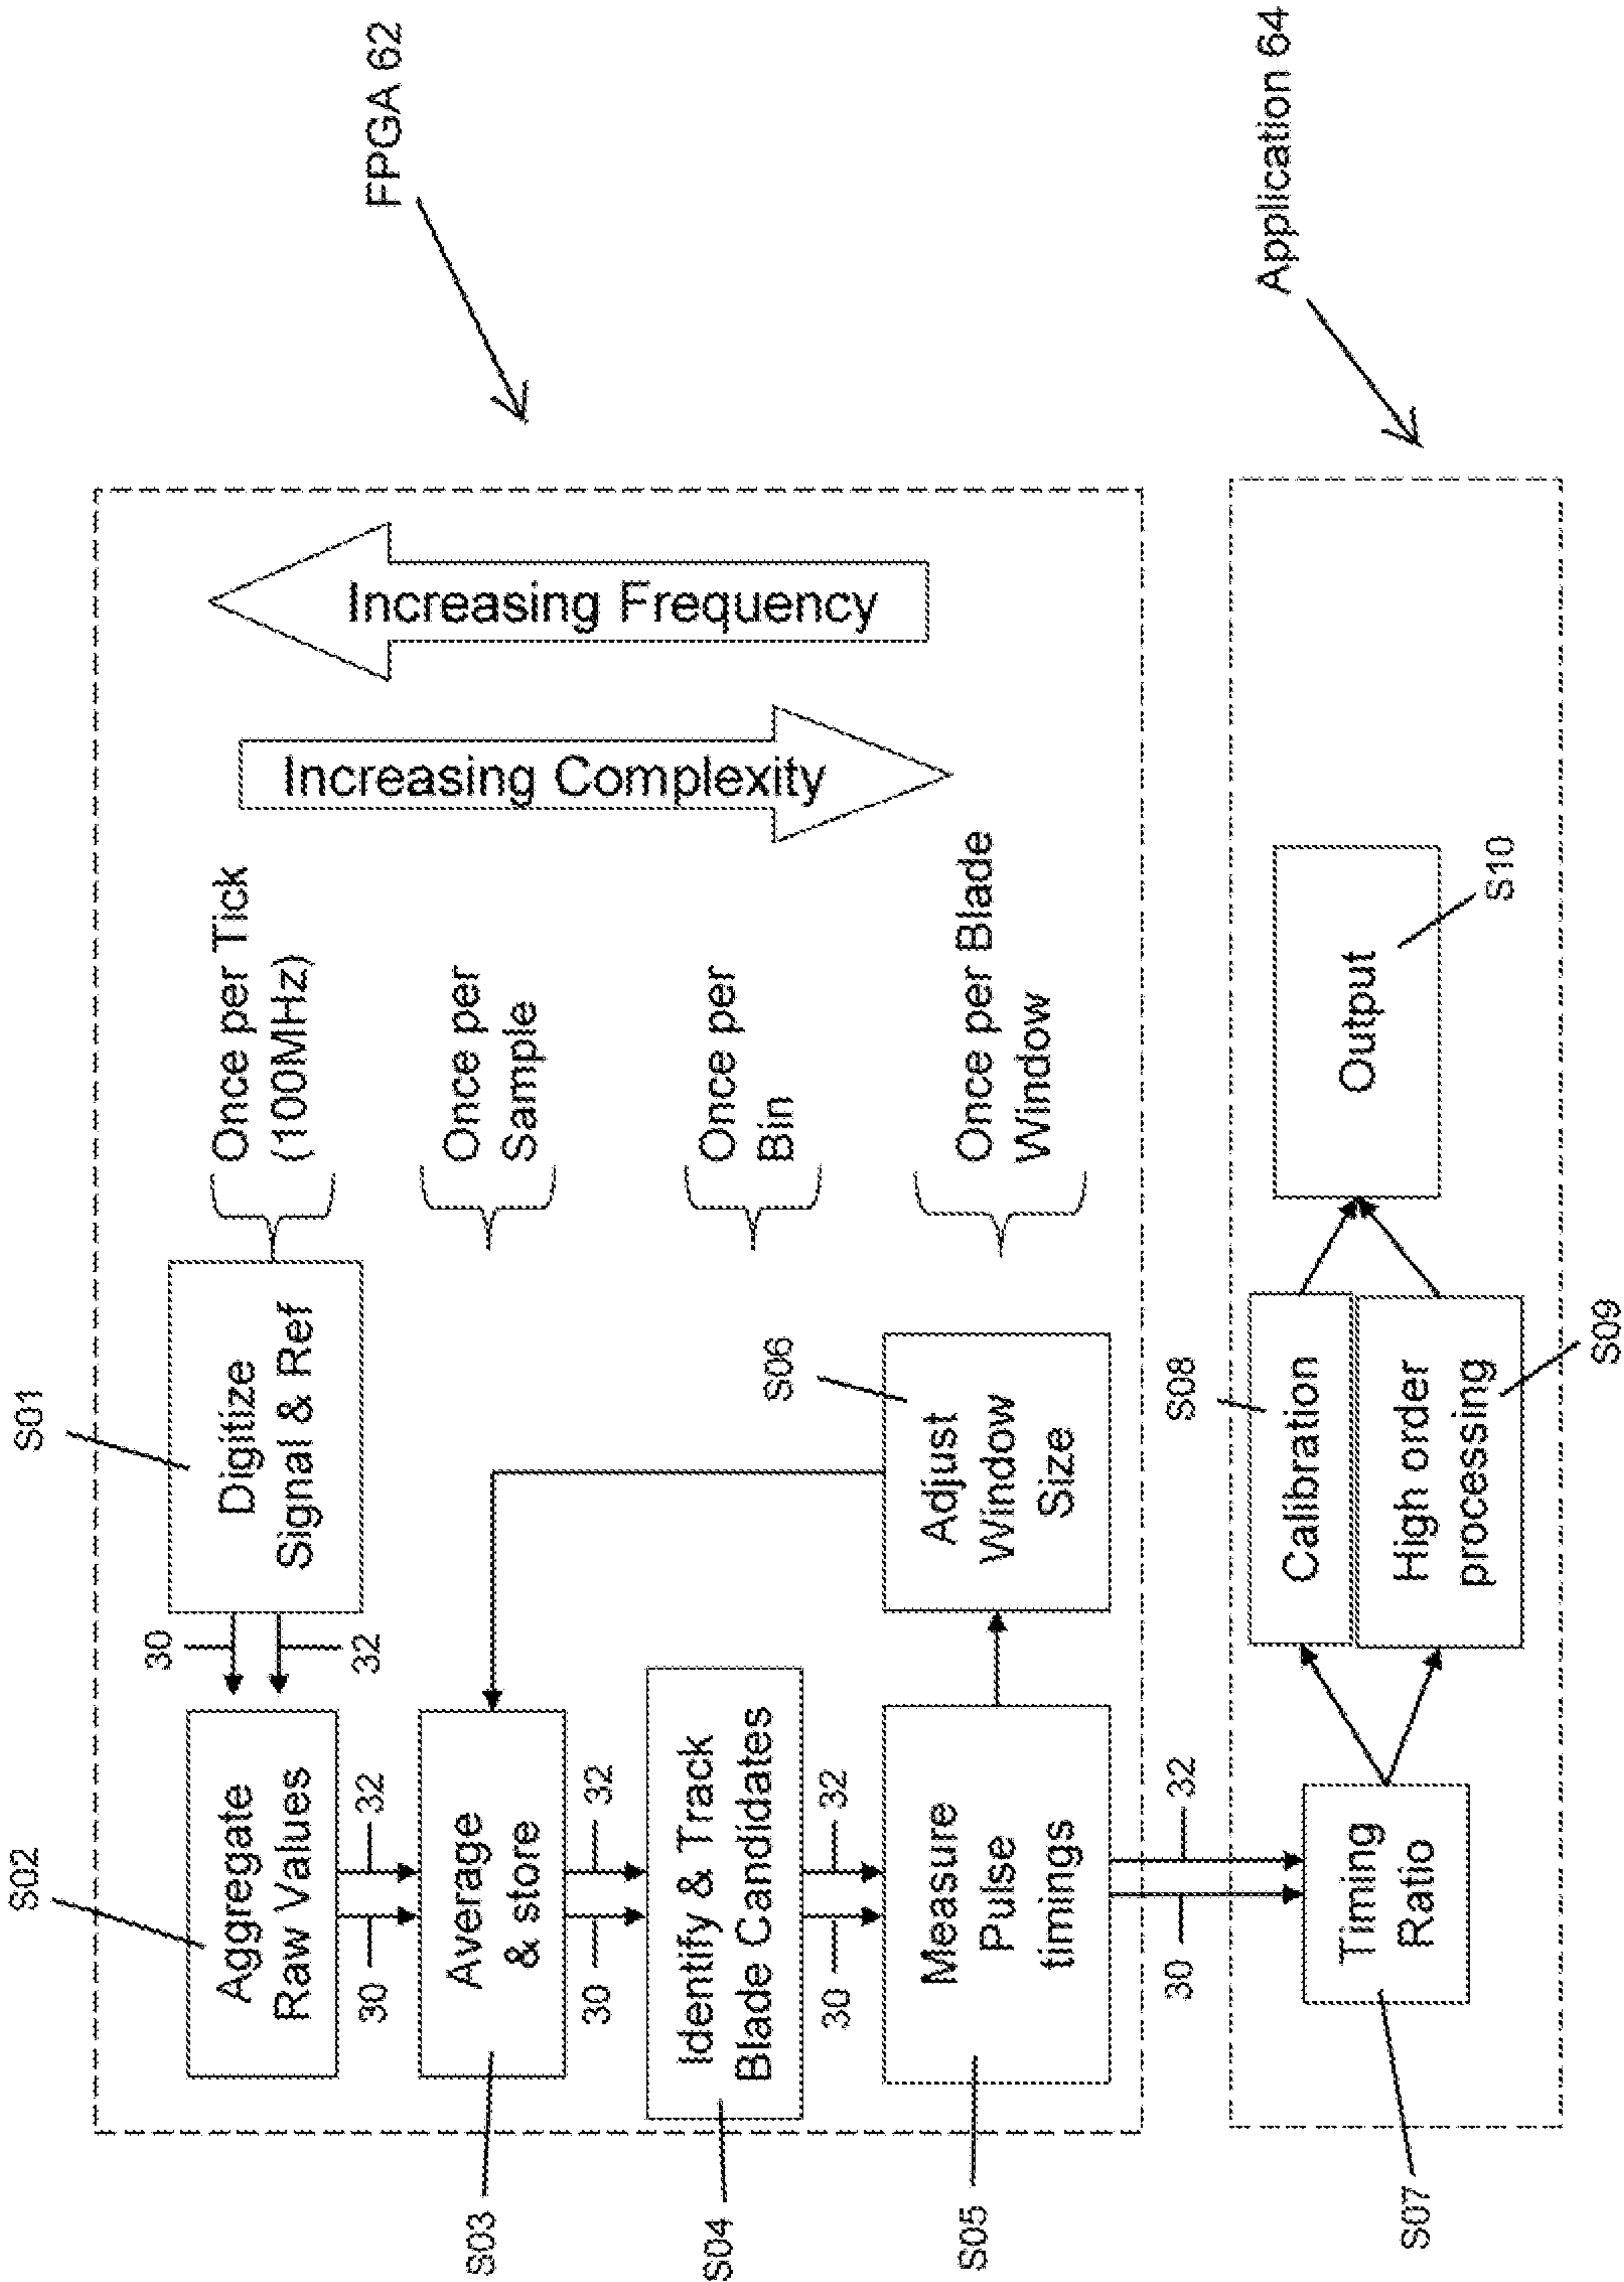 S01
S02
Digitize
Signal & Ref
30
32
Once per Tick
(100MHz)
Aggregate
Raw Values
30
32
S03
Average
& store
Once per
Sample
30
32
S04
Identify & Track
Blade Candidates
Once per
Bin
30
32
S05
Measure
Pulse
timings
S06
Adjust
Window
Size
Once per Blade
Window
Increasing Complexity
Increasing Frequency
FPGA 62
30
32
S07
Timing
Ratio
S08
Calibration
High order
processing
S09
Output
S10
Application 64